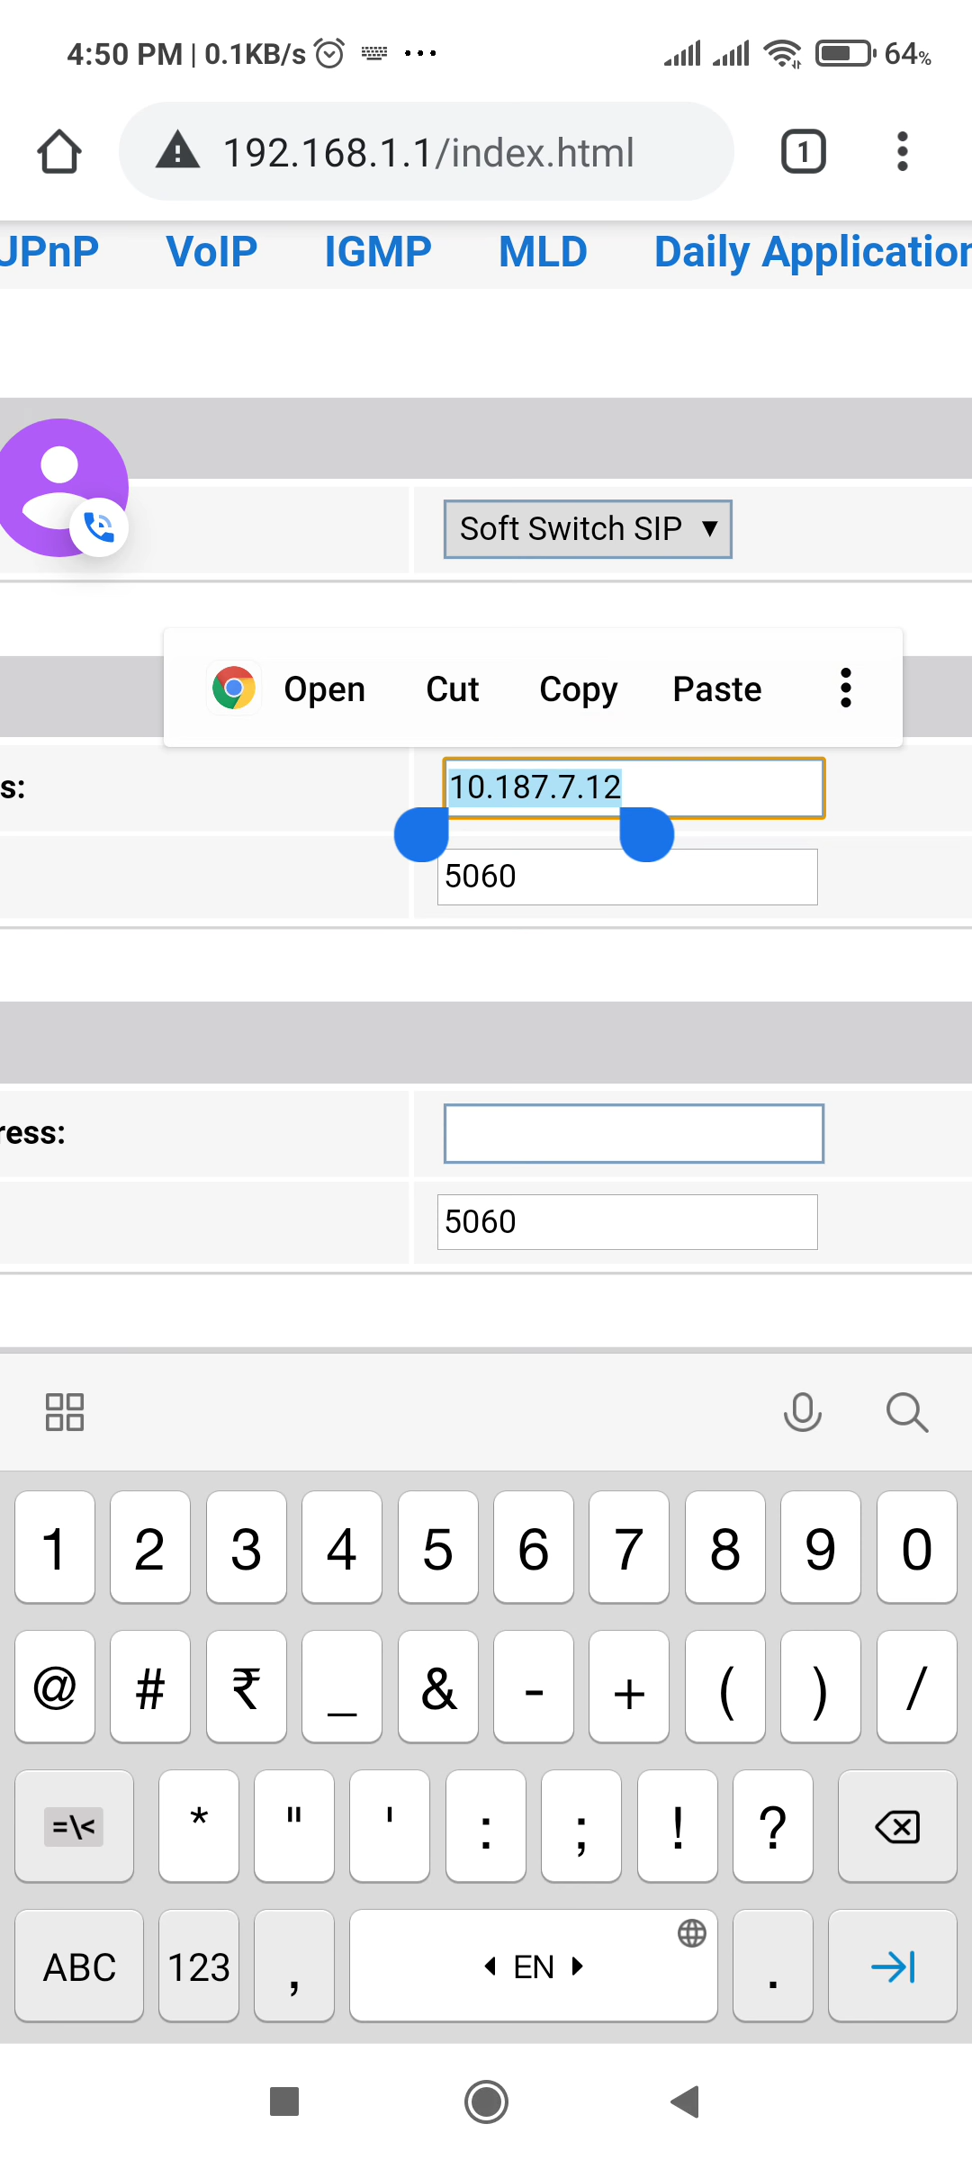 4:50 PM | 0.1KB/s ... 64%
192.168.1.1/index.html 1
UPnP VoIP IGMP MLD Daily Application
Soft Switch SIP ▼
Open Cut Copy Paste
s: 10.187.7.12
5060
ress:
5060
1 2 3 4 5 6 7 8 9 0
@ # ₹ _ & - + ( ) /
=\< * " ' : ; ! ?
ABC 123 , EN .